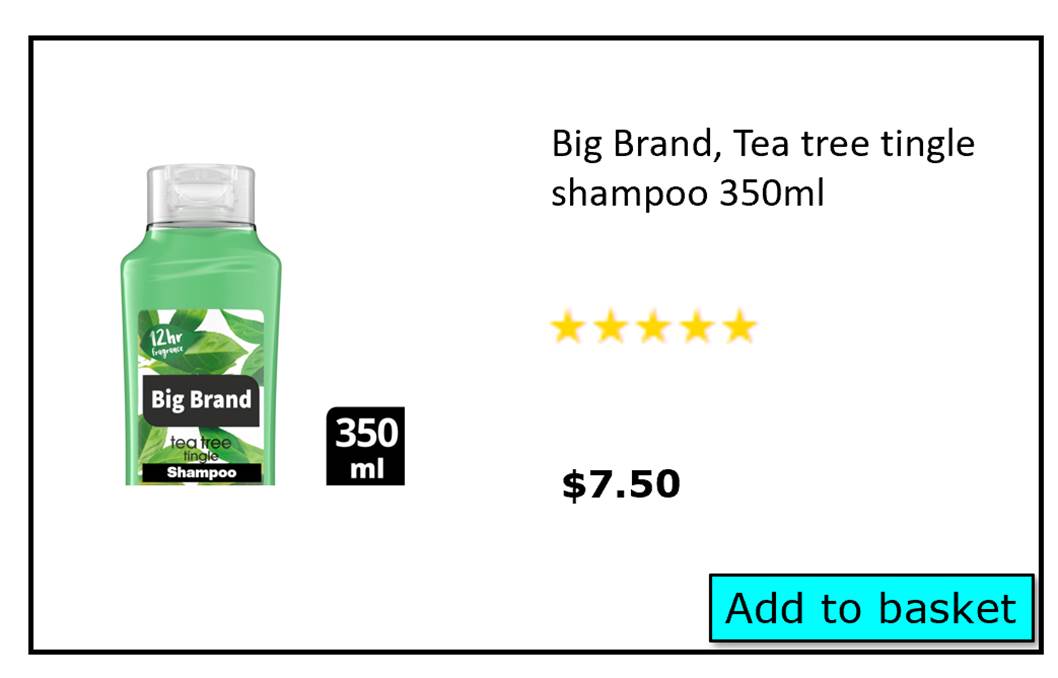 Big Brand, Tea tree tingle
shampoo 350ml
12hr
fragrance
Big Brand
tea tree
tingle
Shampoo
350
ml
$7.50
Add to basket